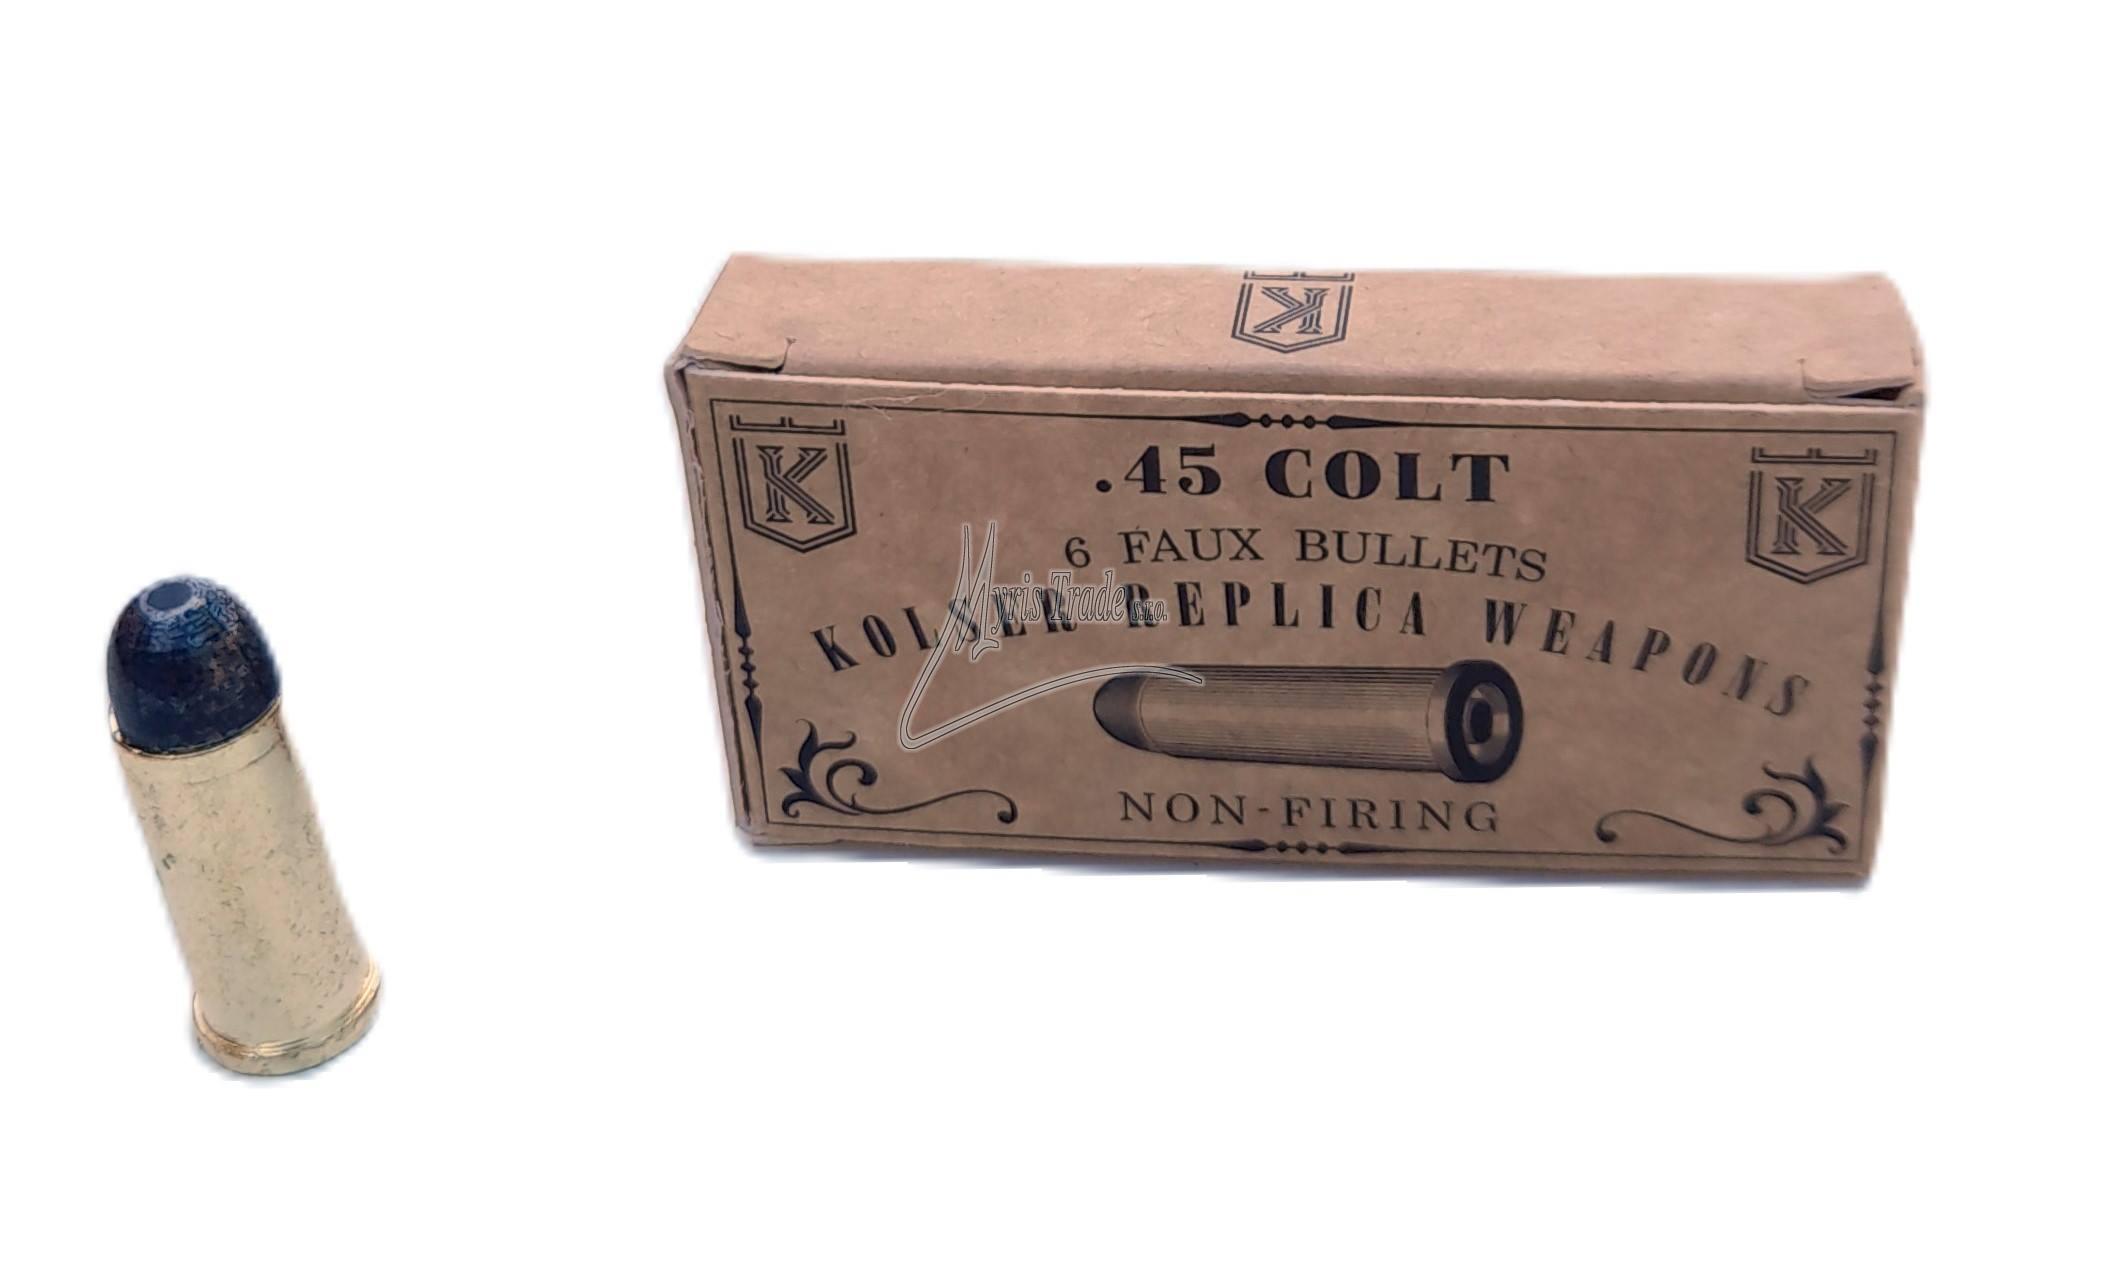 K
K
K
.45 COLT
6 FAUX BULLETS
KOLSER REPLICA WEAPONS
Myris Trade s.r.o.
NON-FIRING